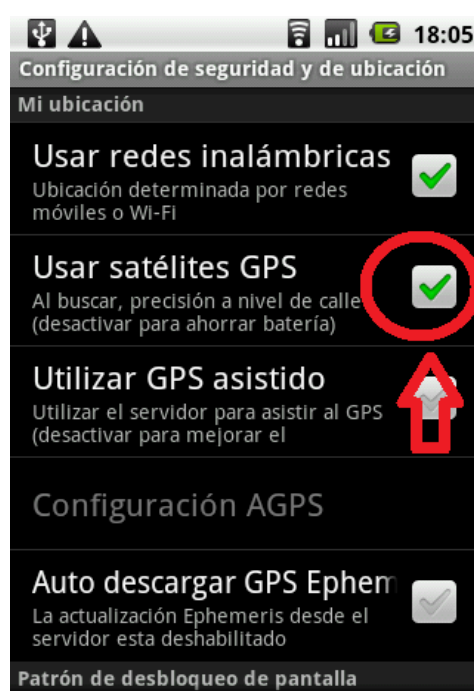 18:05
Configuración de seguridad y de ubicación
Mi ubicación
Usar redes inalámbricas
Ubicación determinada por redes
móviles o Wi-Fi
Usar satélites GPS
Al buscar, precisión a nivel de calle
(desactivar para ahorrar batería)
Utilizar GPS asistido
Utilizar el servidor para asistir al GPS
(desactivar para mejorar el
Configuración AGPS
Auto descargar GPS Ephem
La actualización Ephemeris desde el
servidor esta deshabilitado
Patrón de desbloqueo de pantalla